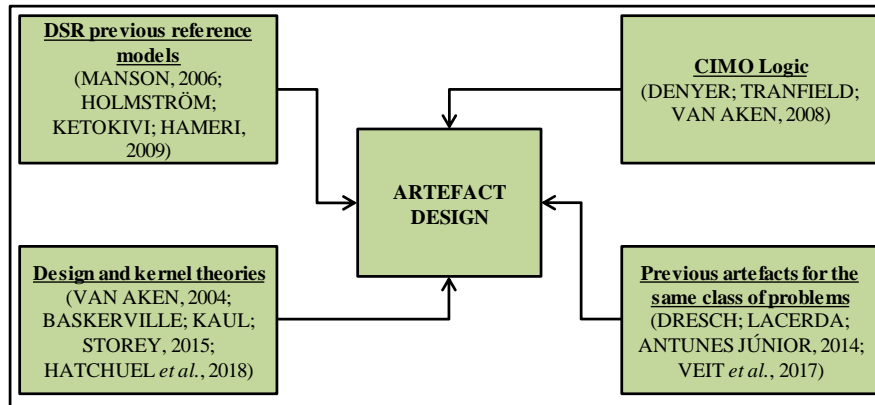 DSR previous reference
models
(MANSON, 2006;
HOLMSTRÖM;
KETOKIVI; HAMERI,
2009)
CIMO Logic
(DENYER; TRANFIELD;
VAN AKEN, 2008)
ARTEFACT
DESIGN
Design and kernel theories
(VAN AKEN, 2004;
BASKERVILLE; KAUL;
STOREY, 2015;
HATCHUEL et al., 2018)
Previous artefacts for the
same class of problems
(DRESCH; LACERDA;
ANTUNES JÚNIOR, 2014;
VEIT et al., 2017)